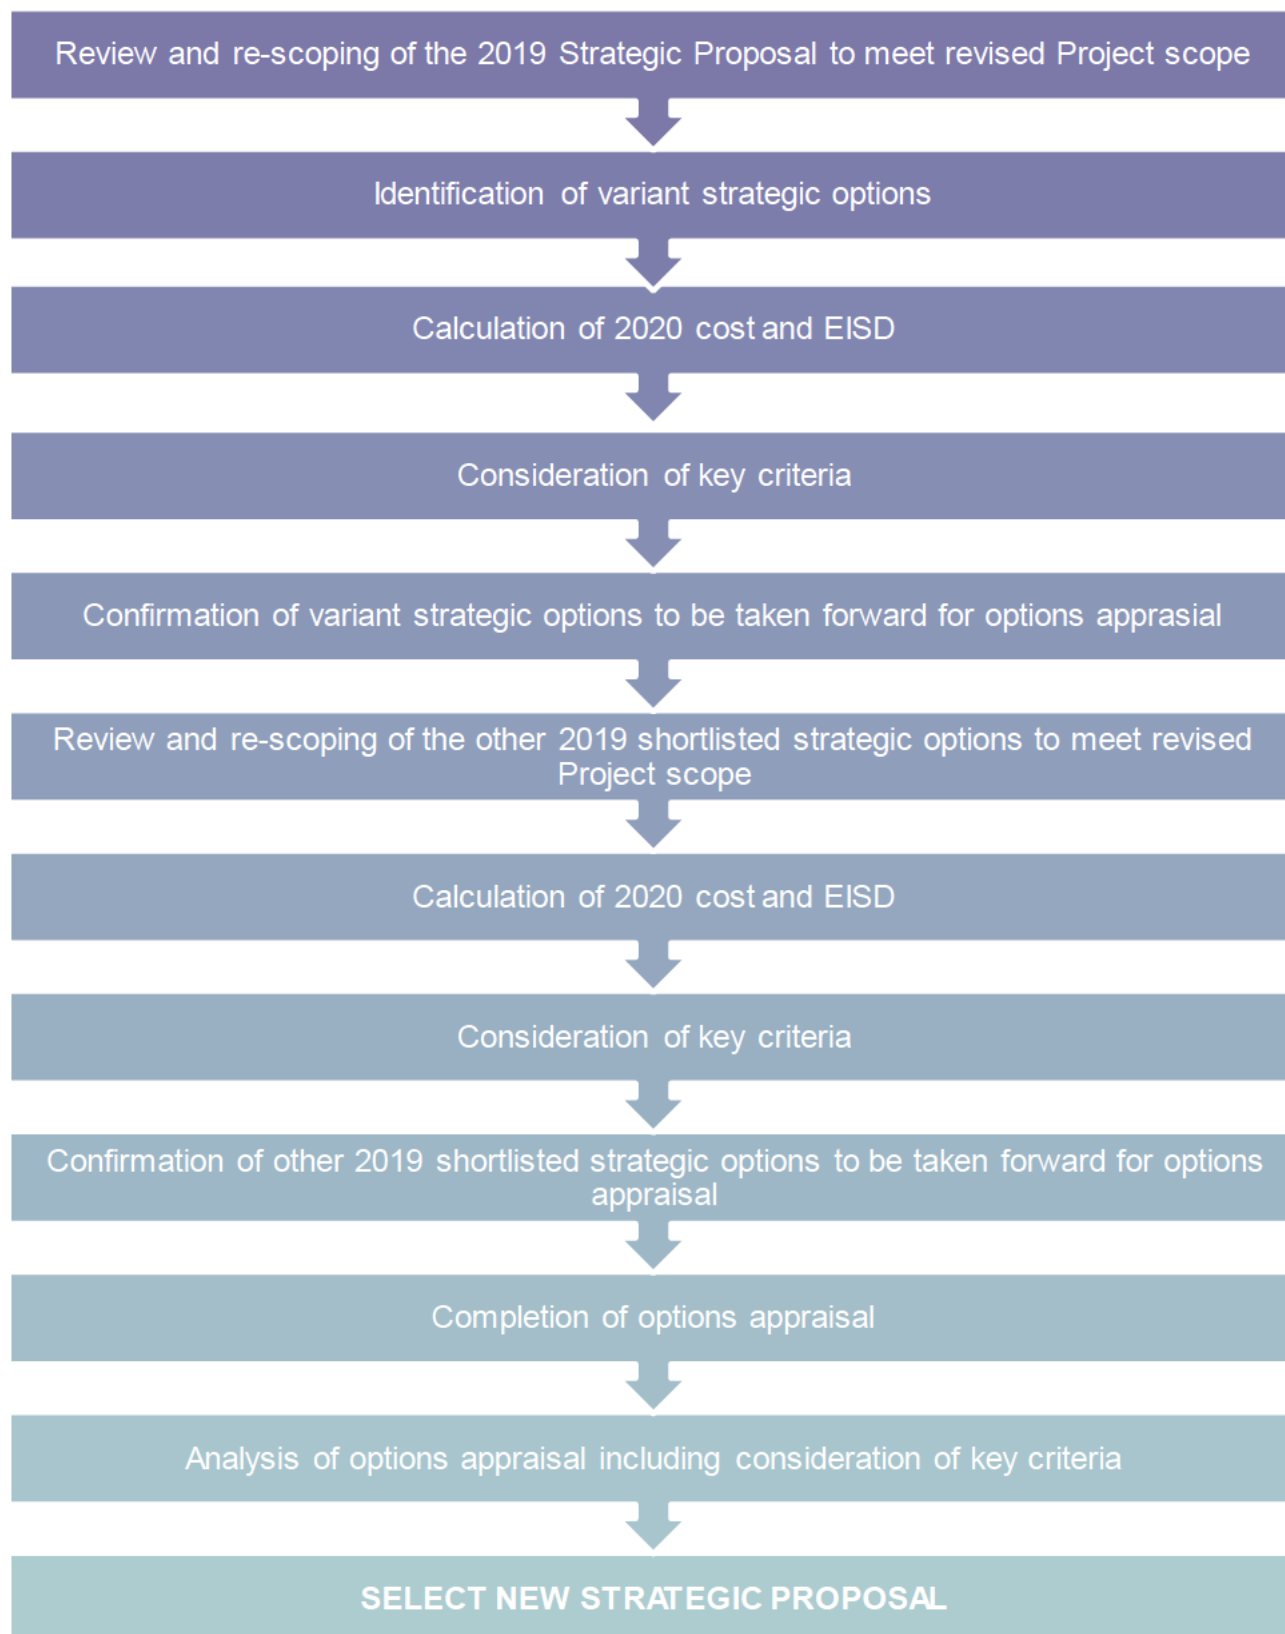 Review and re-scoping of the 2019 Strategic Proposal to meet revised Project scope
Identification of variant strategic options
Calculation of 2020 cost and EISD
Consideration of key criteria
Confirmation of variant strategic options to be taken forward for options apprasial
Review and re-scoping of the other 2019 shortlisted strategic options to meet revised
Project scope
Calculation of 2020 cost and EISD
Consideration of key criteria
Confirmation of other 2019 shortlisted strategic options to be taken forward for options
appraisal
Completion of options appraisal
Analysis of options appraisal including consideration of key criteria
SELECT NEW STRATEGIC PROPOSAL